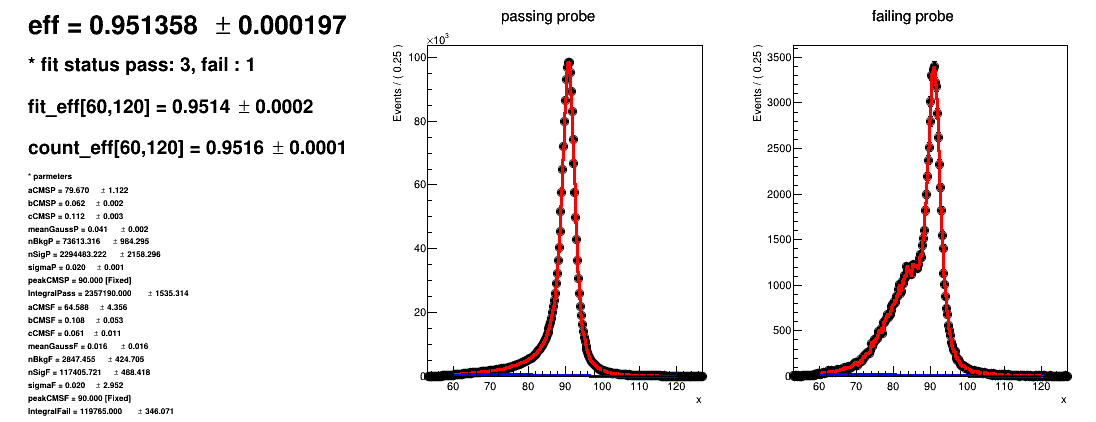 eff = 0.951358 ± 0.000197
* fit status pass: 3, fail : 1
fit_eff[60,120] = 0.9514 ± 0.0002
count_eff[60,120] = 0.9516 ± 0.0001
* parmeters
aCMSP = 79.670 ± 1.122
bCMSP = 0.062 ± 0.002
cCMSP = 0.112 ± 0.003
meanGaussP = 0.041 ± 0.002
nBkgP = 73613.316 ± 984.295
nSigP = 2294483.222 ± 2158.296
sigmaP = 0.020 ± 0.001
peakCMSP = 90.000 [Fixed]
IntegralPass = 2357190.000 ± 1535.314
aCMSF = 64.588 ± 4.356
bCMSF = 0.108 ± 0.053
cCMSF = 0.061 ± 0.011
meanGaussF = 0.016 ± 0.016
nBkgF = 2847.455 ± 424.705
nSigF = 117405.721 ± 488.418
sigmaF = 0.020 ± 2.952
peakCMSF = 90.000 [Fixed]
IntegralFail = 119765.000 ± 346.071
passing probe
×10³
Events / ( 0.25 )
100
80
60
40
20
0
60 70 80 90 100 110 120
x
failing probe
Events / ( 0.25 )
3500
3000
2500
2000
1500
1000
500
0
60 70 80 90 100 110 120
x